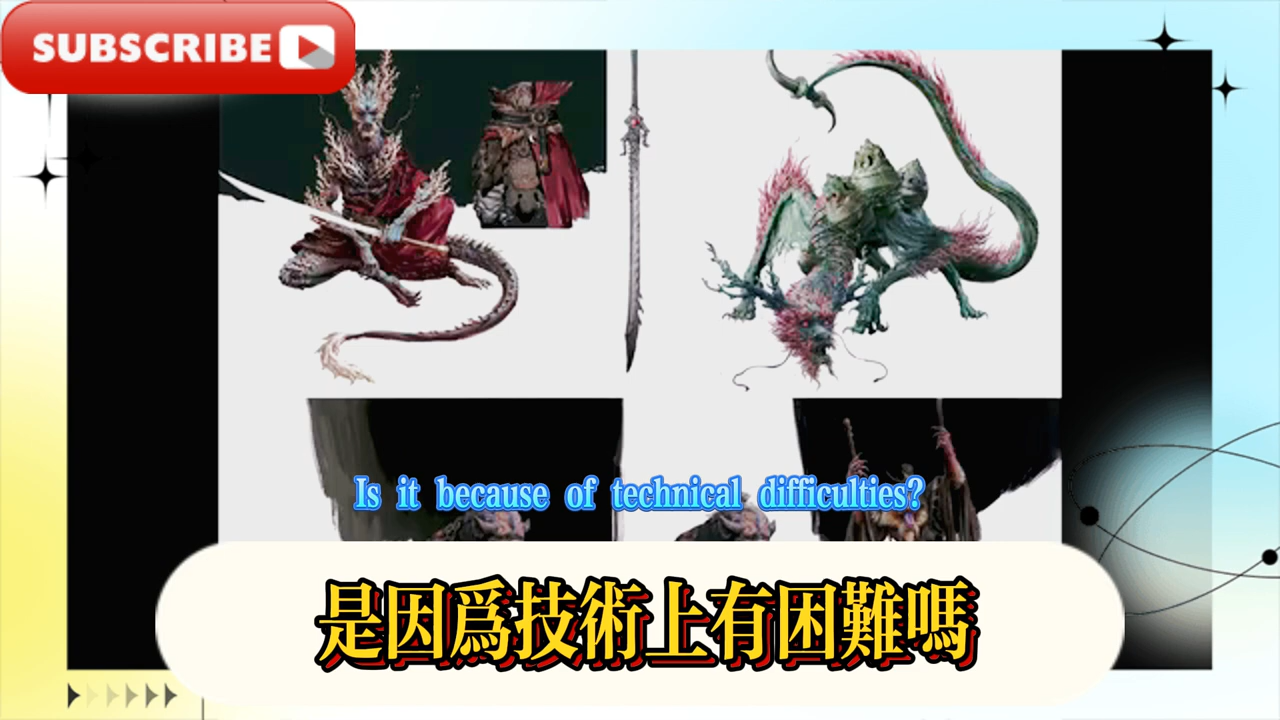 SUBSCRIBE
Is it because of technical difficulties?
是因爲技術上有困難嗎